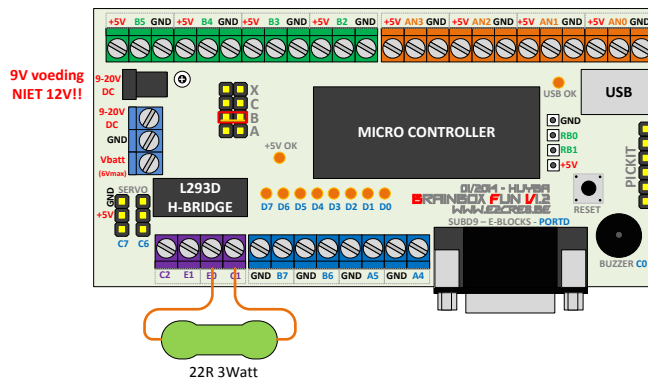 +5V B5 GND +5V B4 GND +5V B3 GND +5V B2 GND +5V AN3 GND +5V AN2 GND +5V AN1 GND +5V AN0 GND
9V voeding
NIET 12V!!
9-20V
DC
9-20V
DC
GND
Vbatt
(6Vmax)
X
C
B
A
+5V OK
MICRO CONTROLLER
USB OK
USB
GND
RB0
RB1
+5V
PICKIT
RESET
SERVO
GND
+5V
C7 C6
L293D
H-BRIDGE
D7 D6 D5 D4 D3 D2 D1 D0
01/2014 - HUYBA
BRAINBOX FUN V1.2
WWW.E2CRE8.BE
SUBD9 – E-BLOCKS - PORTD
BUZZER C0
C2 E1 E0 C1 GND B7 GND B6 GND A5 GND A4
22R 3Watt